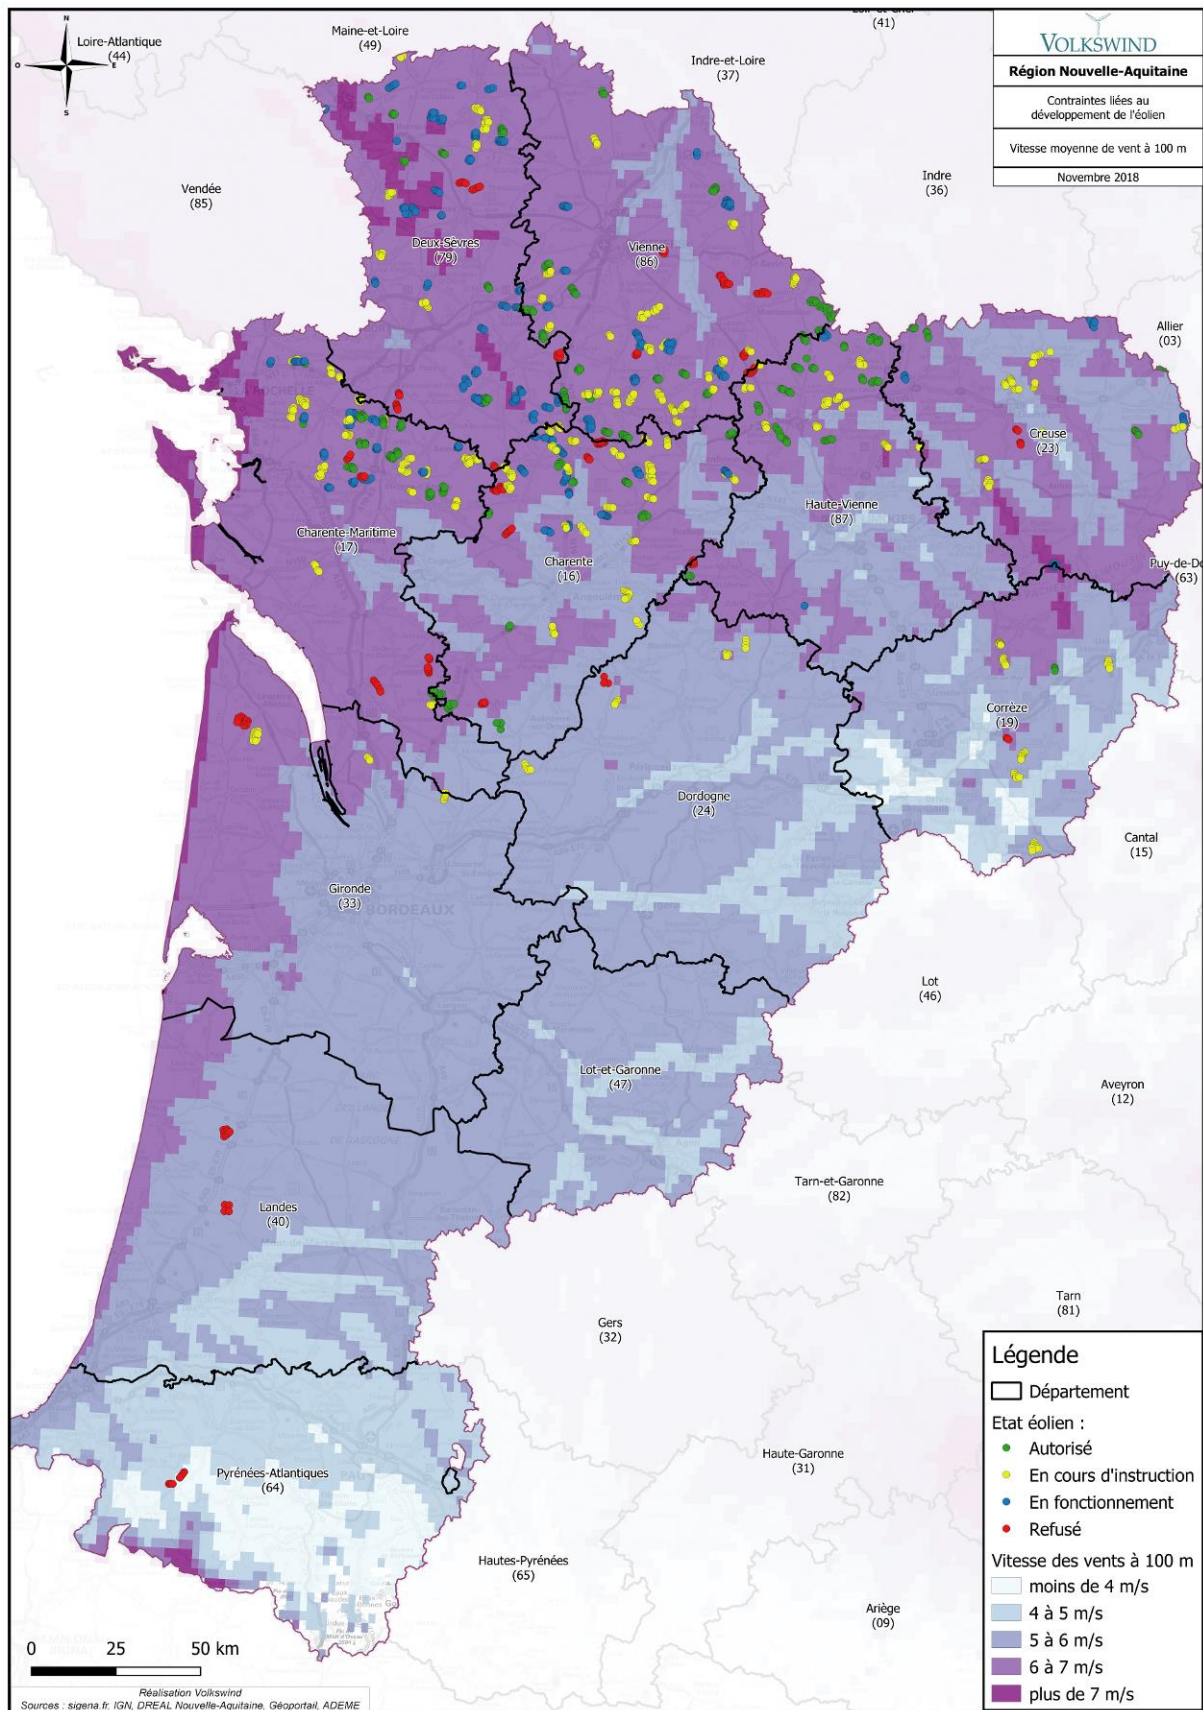 N
O
E
S
Loire-Atlantique
(44)
Maine-et-Loire
(49)
Indre-et-Loire
(37)
(41)
VOLKSWIND
Région Nouvelle-Aquitaine
Contraintes liées au
développement de l'éolien
Vitesse moyenne de vent à 100 m
Novembre 2018
Vendée
(85)
Indre
(36)
Deux-Sèvres
(79)
Vienne
(86)
Allier
(03)
Creuse
(23)
Haute-Vienne
(87)
Charente-Maritime
(17)
Charente
(16)
Puy-de-Dô
(63)
Corrèze
(19)
Dordogne
(24)
Cantal
(15)
Gironde
(33)
BORDEAUX
Lot
(46)
Lot-et-Garonne
(47)
Aveyron
(12)
Tarn-et-Garonne
(82)
Landes
(40)
Tarn
(81)
Gers
(32)
Haute-Garonne
(31)
Pyrénées-Atlantiques
(64)
PAU
Hautes-Pyrénées
(65)
Ariège
(09)
Légende
Département
Etat éolien :
Autorisé
En cours d'instruction
En fonctionnement
Refusé
Vitesse des vents à 100 m
moins de 4 m/s
4 à 5 m/s
5 à 6 m/s
6 à 7 m/s
plus de 7 m/s
0 25 50 km
Réalisation Volkswind
Sources : sigena.fr, IGN, DREAL Nouvelle-Aquitaine, Géoportail, ADEME